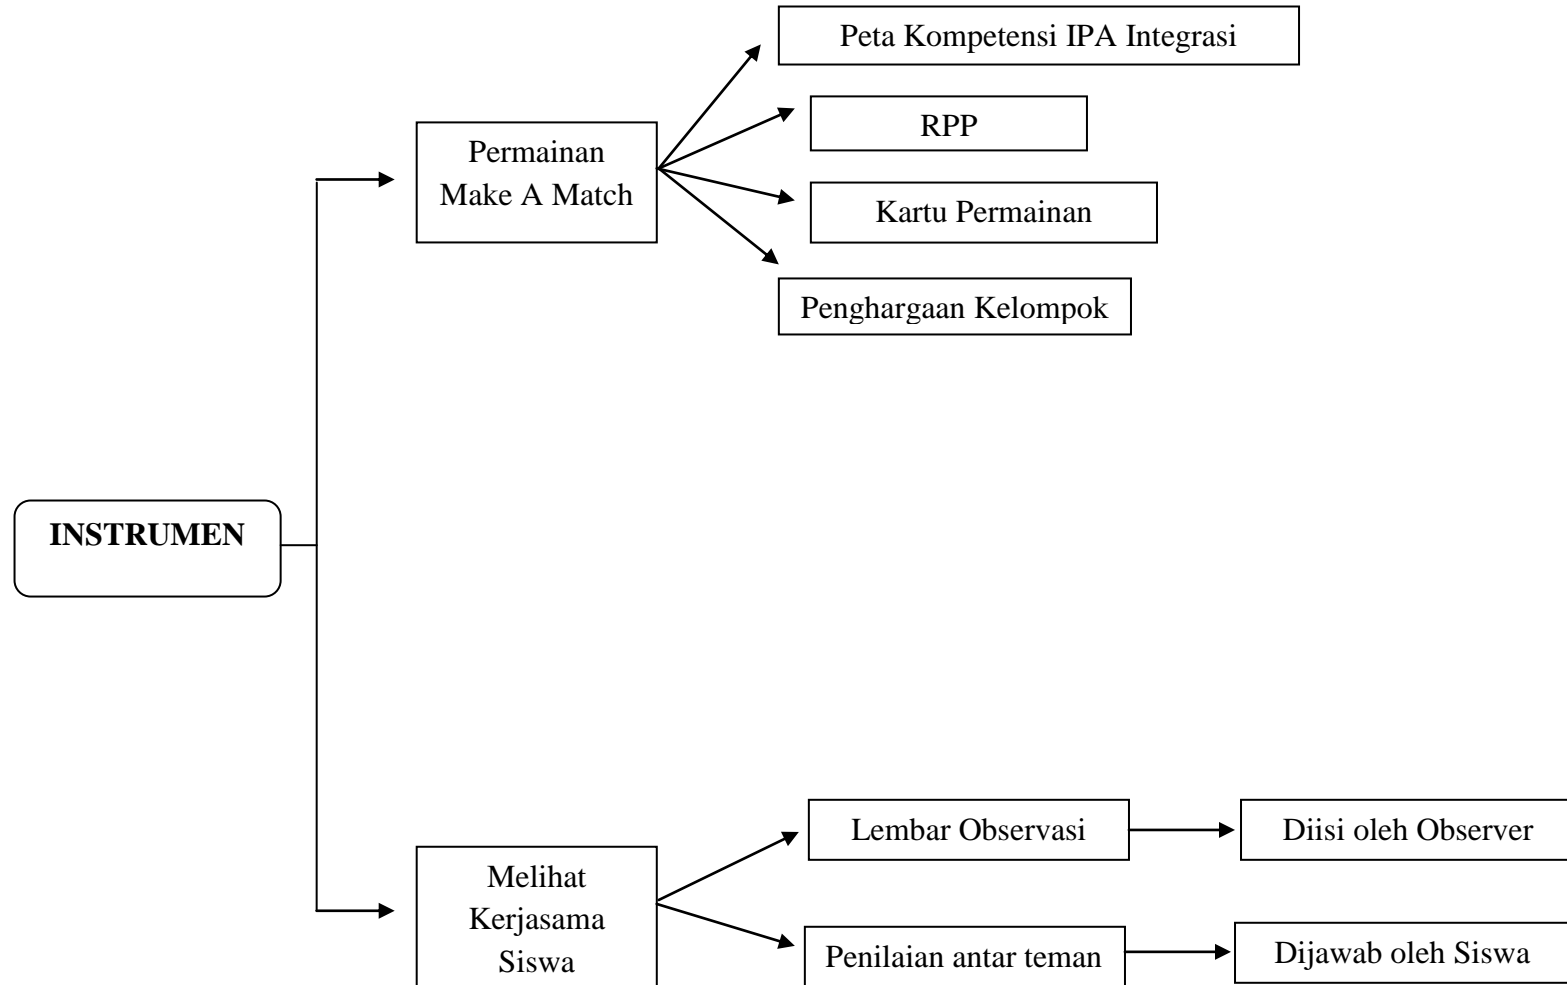 Peta Kompetensi IPA Integrasi
RPP
Permainan
Make A Match
Kartu Permainan
Penghargaan Kelompok
INSTRUMEN
Lembar Observasi
Diisi oleh Observer
Melihat
Kerjasama
Siswa
Penilaian antar teman
Dijawab oleh Siswa